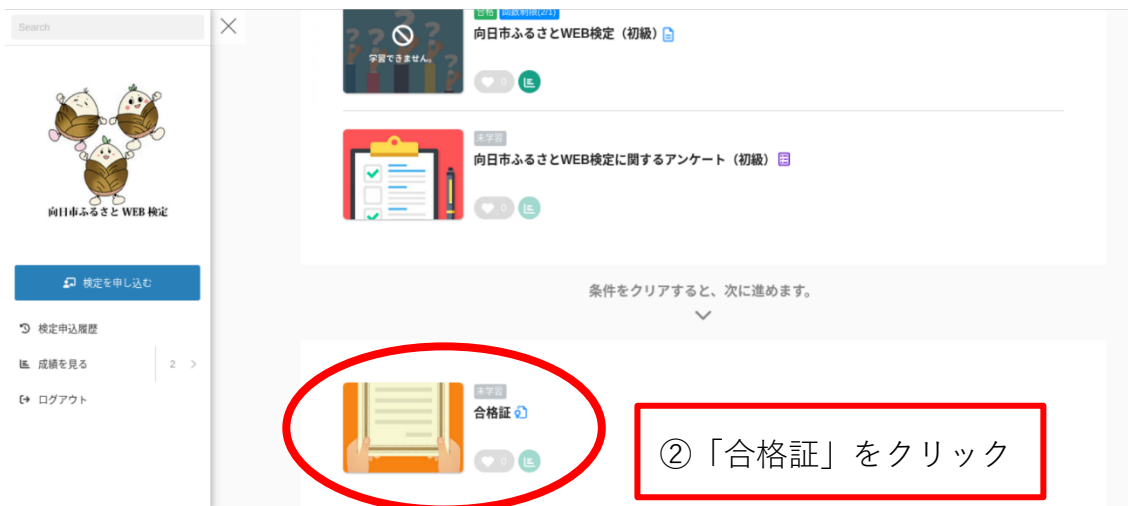 Search
向日市ふるさと WEB 検定
検定を申し込む
検定申込履歴
成績を見る
2
ログアウト
合格 回数制限(2/1)
向日市ふるさとWEB検定（初級）
学習できません。
0
未学習
向日市ふるさとWEB検定に関するアンケート（初級）
0
条件をクリアすると、次に進めます。
未学習
合格証
0
②「合格証」をクリック